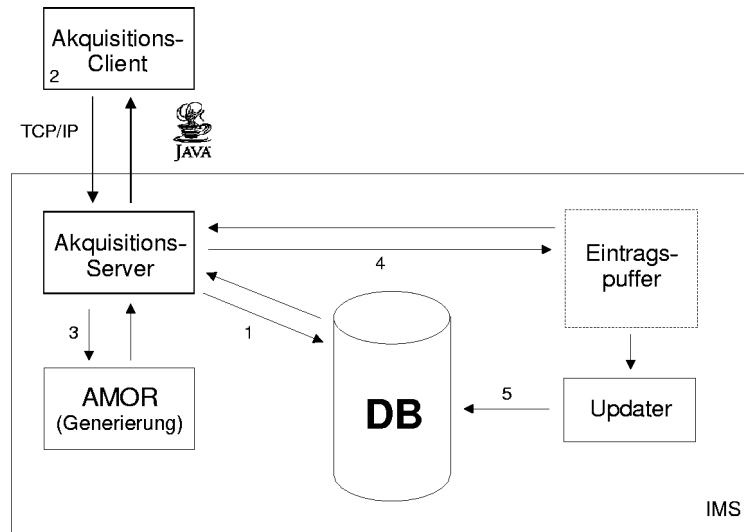 Akquisitions-
Client
2
TCP/IP
JAVA
Akquisitions-
Server
4
Eintrags-
puffer
3
1
AMOR
(Generierung)
DB
5
Updater
IMS